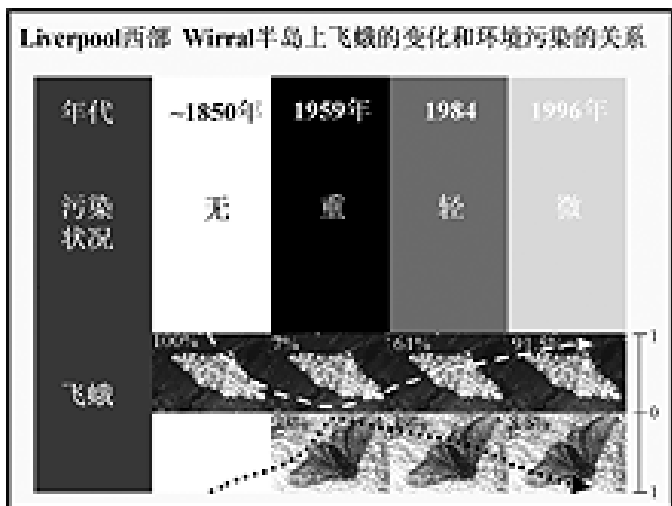 Liverpool西部 Wirral半岛上飞蛾的变化和环境污染的关系
年代 ~1850年 1959年 1984 1996年
污染状况 无 重 轻 微
飞蛾
100% 7% 61%
1
0
1